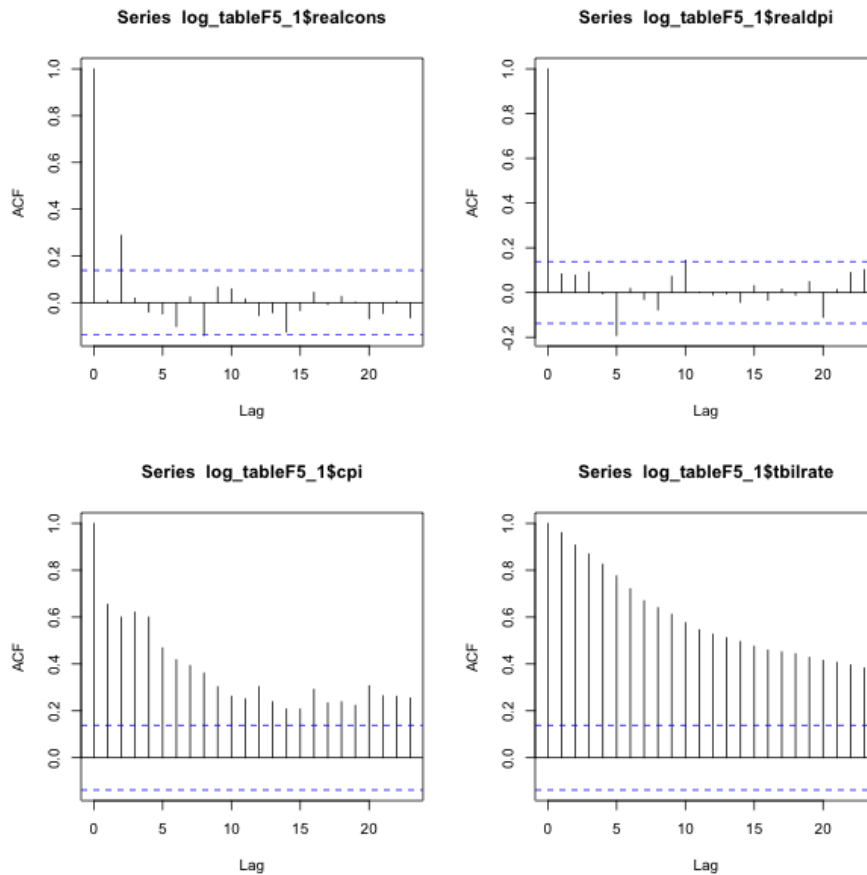 Series log_tableF5_1$realcons
ACF
0.0 0.2 0.4 0.6 0.8 1.0
0 5 10 15 20
Lag
Series log_tableF5_1$realdpi
ACF
-0.2 0.0 0.2 0.4 0.6 0.8 1.0
0 5 10 15 20
Lag
Series log_tableF5_1$cpi
ACF
0.0 0.2 0.4 0.6 0.8 1.0
0 5 10 15 20
Lag
Series log_tableF5_1$tbilrate
ACF
0.0 0.2 0.4 0.6 0.8 1.0
0 5 10 15 20
Lag